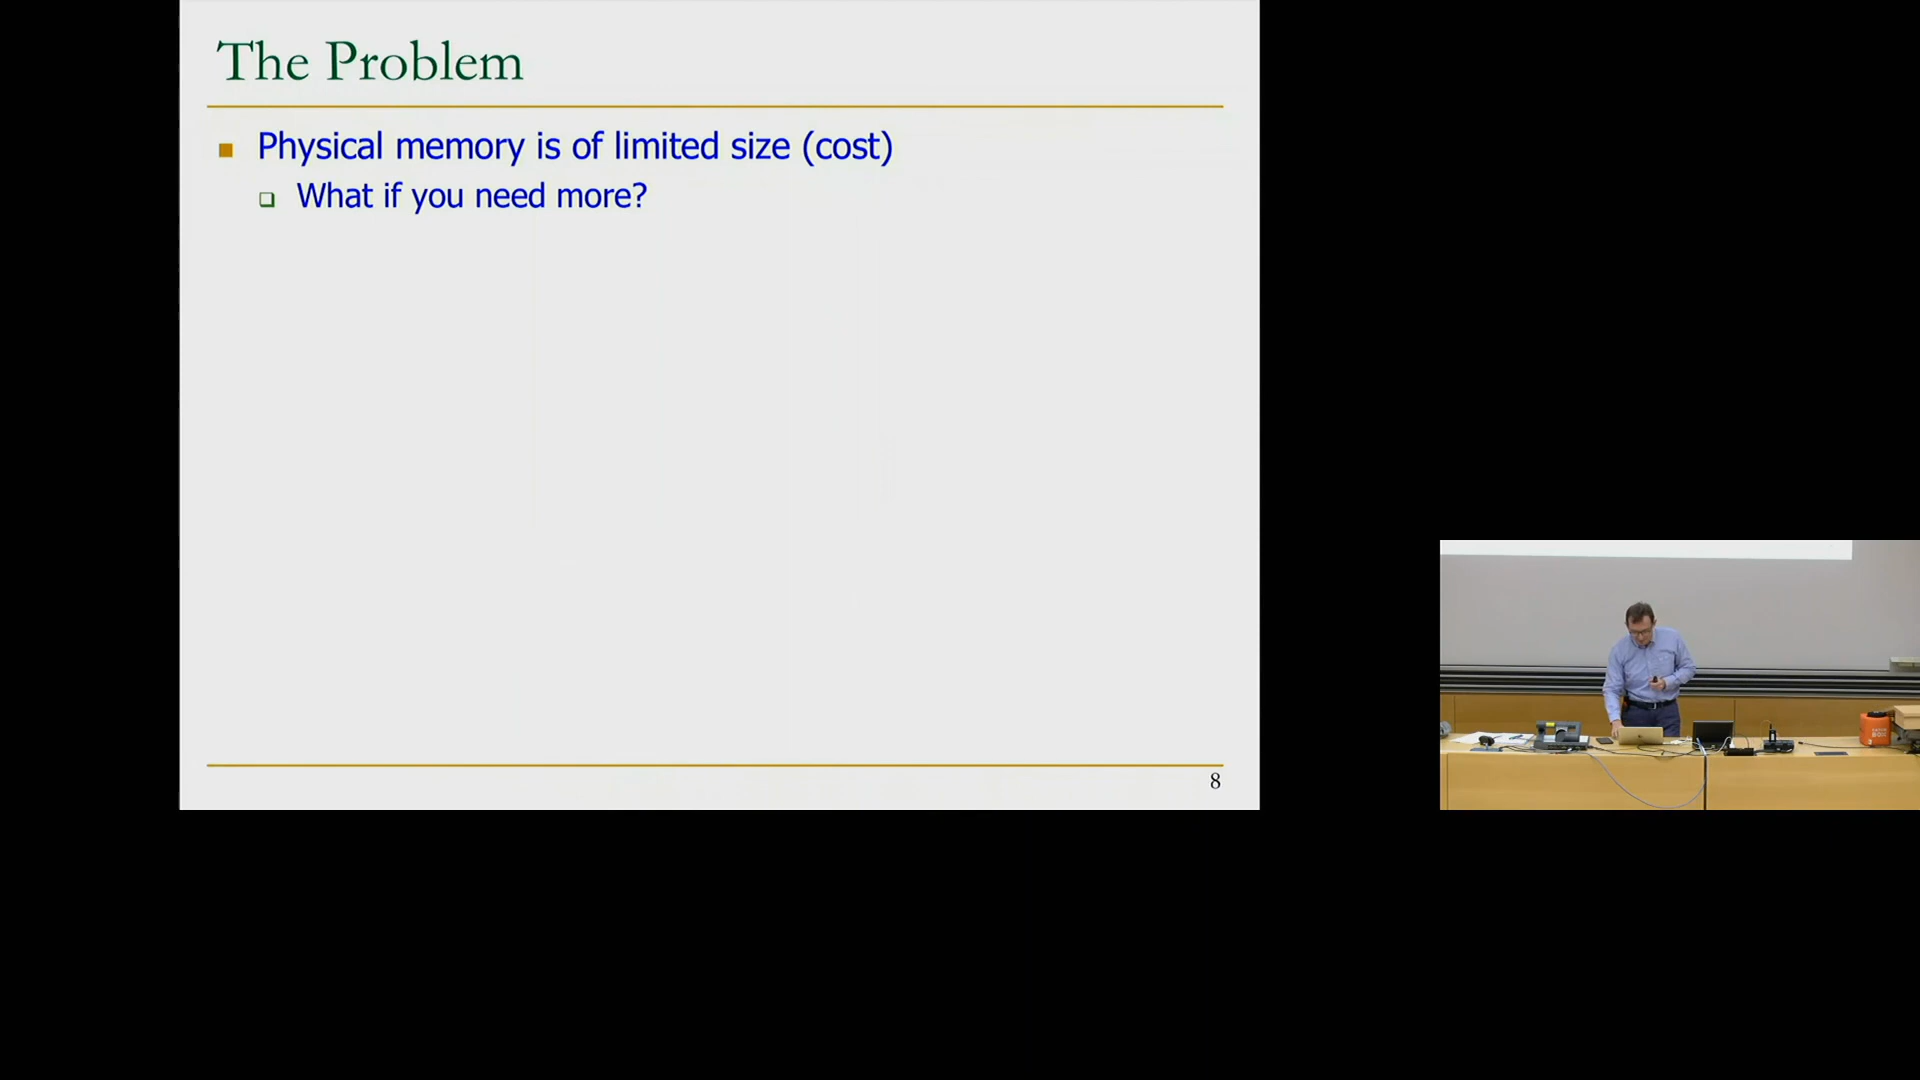 The Problem
Physical memory is of limited size (cost)
What if you need more?
8